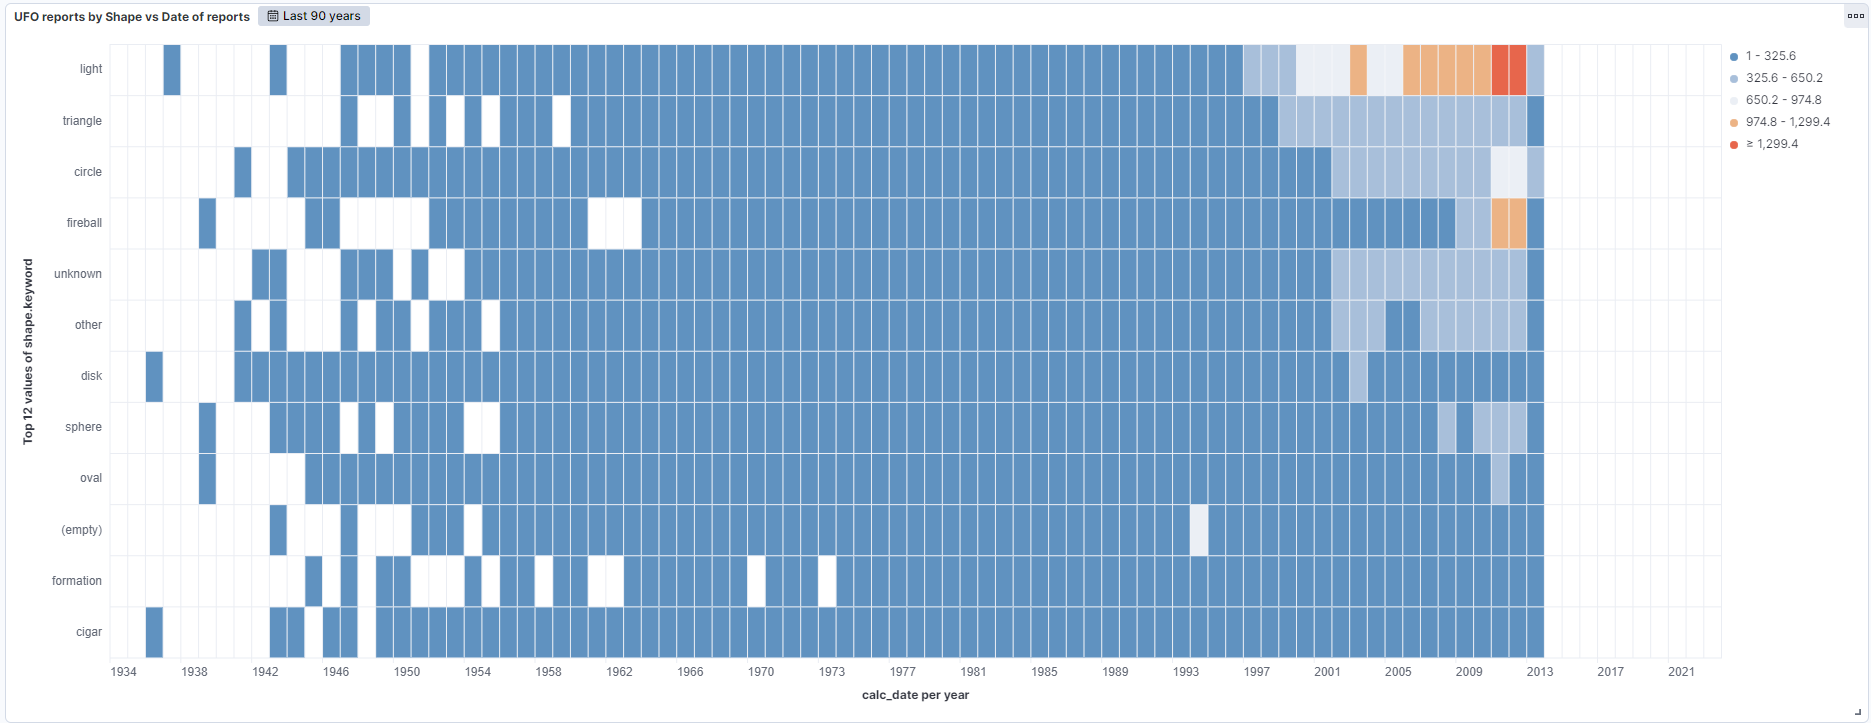 UFO reports by Shape vs Date of reports Last 90 years
light
triangle
circle
fireball
unknown
other
disk
sphere
oval
(empty)
formation
cigar
Top 12 values of shape.keyword
1934 1938 1942 1946 1950 1954 1958 1962 1966 1970 1973 1977 1981 1985 1989 1993 1997 2001 2005 2009 2013 2017 2021
calc_date per year
1 - 325.6
325.6 - 650.2
650.2 - 974.8
974.8 - 1,299.4
≥ 1,299.4